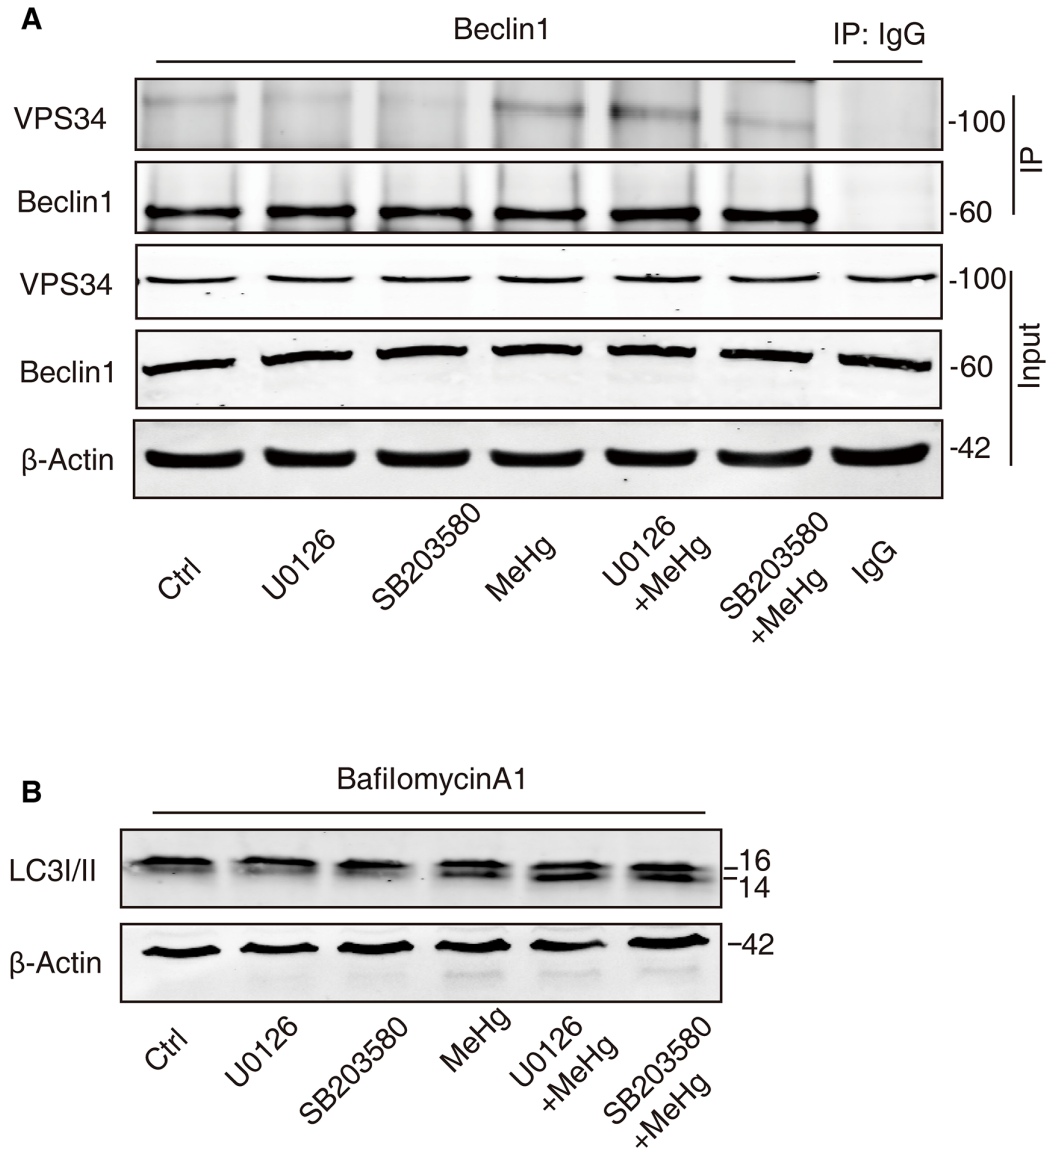 A
Beclin1
IP: IgG
VPS34
-100
Beclin1
-60
IP
VPS34
-100
Beclin1
-60
β-Actin
-42
Input
Ctrl
U0126
SB203580
MeHg
U0126
+MeHg
SB203580
+MeHg
IgG
B
BafilomycinA1
LC3I/II
16
14
β-Actin
-42
Ctrl
U0126
SB203580
MeHg
U0126
+MeHg
SB203580
+MeHg